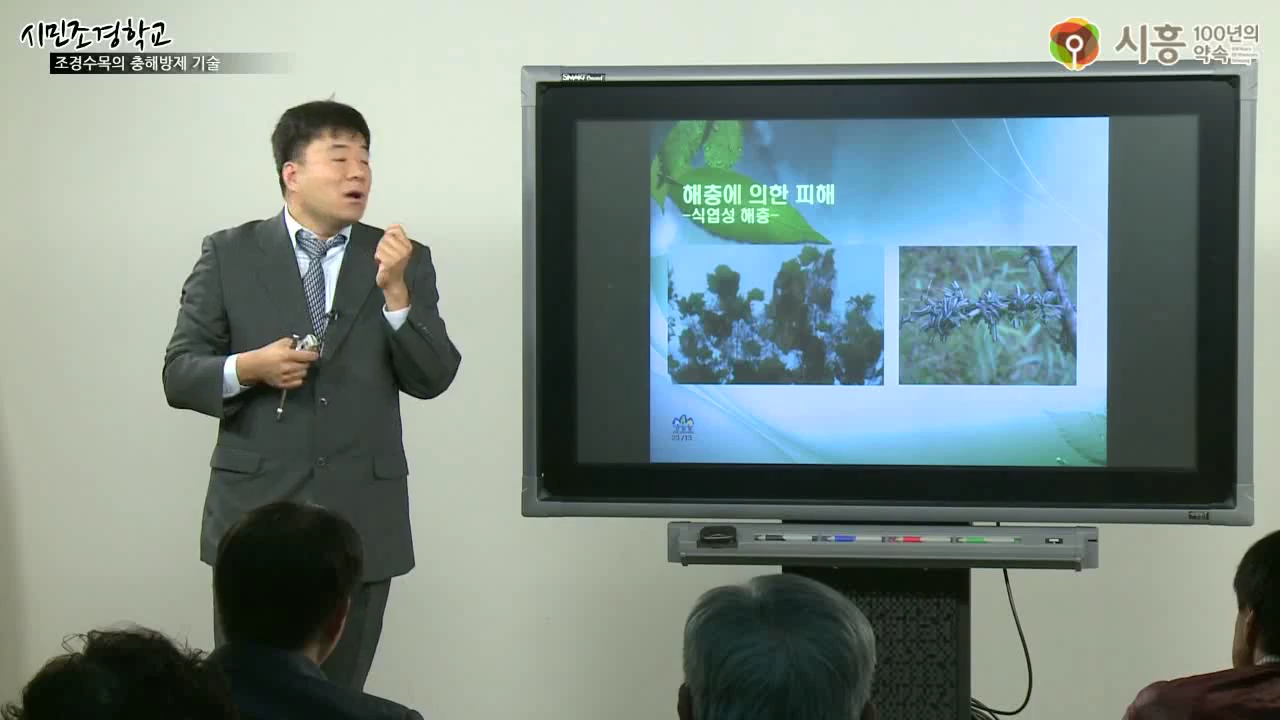 시민조경학교
조경수목의 충해방제 기술
시흥
100년의
약속
해충에 의한 피해
-식엽성 해충-